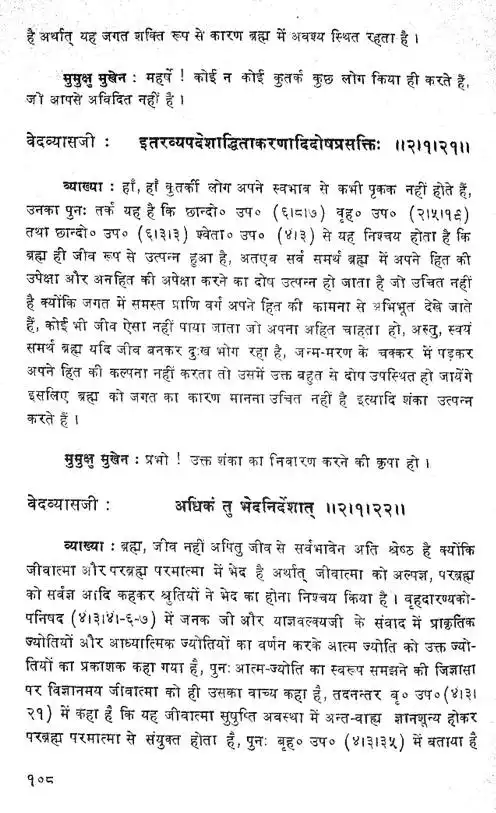 है अर्थात् यह जगत शक्ति रूप से कारण ब्रह्म में अवश्य स्थित रहता है ।
मुमुक्षु मुखेन : महर्षे ! कोई न कोई कुतर्क कुछ लोग किया ही करते हैं,
जो आपसे अविदित नहीं है ।
वेदव्यासजी : इतरव्यपदेशाद्धिताकरणादिदोषप्रसक्तिः ।।२।१।२१।।
व्याख्या : हाँ, हाँ कुतर्की लोग अपने स्वभाव से कभी पृकक नहीं होते हैं,
उनका पुनः तर्क यह है कि छान्दो० उप० (६।८।७) वृह० उप० (२।५।१९)
तथा छान्दो० उप० (६।३।३) श्वेता० उप० (४।३) से यह निश्चय होता है कि
ब्रह्म ही जीव रूप से उत्पन्न हुआ है, अतएव सर्व समर्थ ब्रह्म में अपने हित की
उपेक्षा और अनहित की अपेक्षा करने का दोष उत्पन्न हो जाता है जो उचित नहीं
है क्योंकि जगत में समस्त प्राणि वर्ग अपने हित की कामना से अभिभूत देखे जाते
हैं, कोई भी जीव ऐसा नहीं पाया जाता जो अपना अहित चाहता हो, अस्तु, स्वयं
समर्थ ब्रह्म यदि जीव बनकर दुःख भोग रहा है, जन्म-मरण के चक्कर में पड़कर
अपने हित की कल्पना नहीं करता तो उसमें उक्त बहुत से दोष उपस्थित हो जायेंगे
इसलिए ब्रह्म को जगत का कारण मानना उचित नहीं है इत्यादि शंका उत्पन्न
करते हैं ।
मुमुक्षु मुखेन : प्रभो ! उक्त शंका का निवारण करने की कृपा हो ।
वेदव्यासजी : अधिकं तु भेदनिर्देशात् ।।२।१।२२।।
व्याख्या : ब्रह्म, जीव नहीं अपितु जीव से सर्वभावेन अति श्रेष्ठ है क्योंकि
जीवात्मा और परब्रह्म परमात्मा में भेद है अर्थात् जीवात्मा को अल्पज्ञ, परब्रह्म
को सर्वज्ञ आदि कहकर श्रुतियों ने भेद का होना निश्चय किया है । वृहदारण्यको-
पनिषद (४।३।४१-६-७) में जनक जी और याज्ञवल्क्यजी के संवाद में प्राकृतिक
ज्योतियों और आध्यात्मिक ज्योतियों का वर्णन करके आत्म ज्योति को उक्त ज्यो-
तियों का प्रकाशक कहा गया है, पुनः आत्म-ज्योति का स्वरूप समझने की जिज्ञासा
पर विज्ञानमय जीवात्मा को ही उसका वाच्य कहा है, तदनन्तर वृ० उप०(४।३।
२१) में कहा है कि यह जीवात्मा सुषुप्ति अवस्था में अन्त-वाह्य ज्ञानशून्य होकर
परब्रह्म परमात्मा से संयुक्त होता है, पुनः बृह० उप० (४।३।३५) में बताया है
१०८